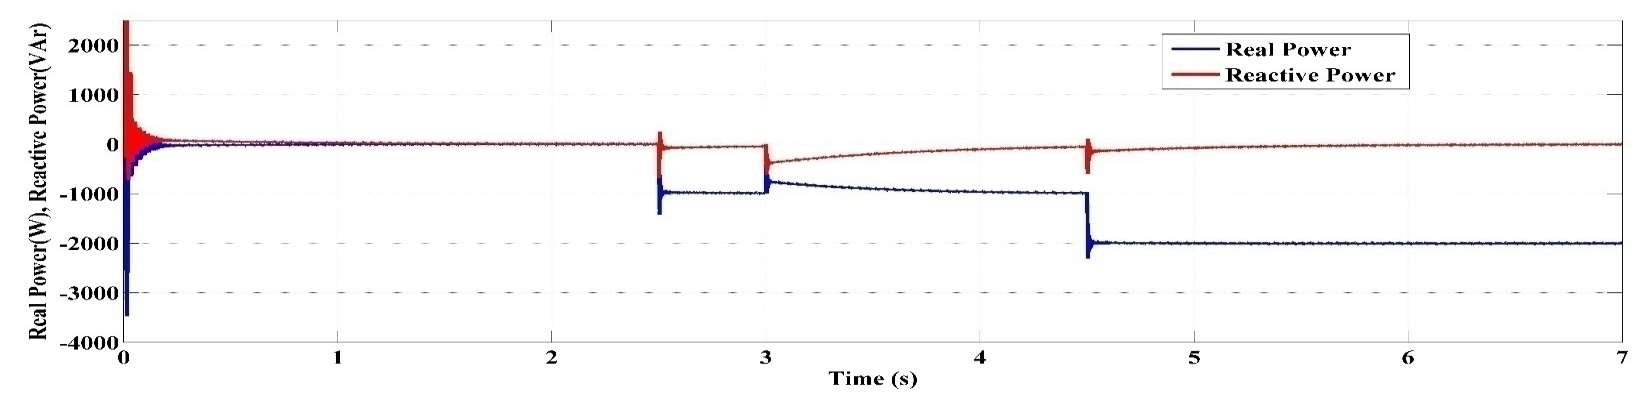 Real Power(W), Reactive Power(VAr)
2000
1000
0
-1000
-2000
-3000
-4000
Real Power
Reactive Power
0 1 2 3 4 5 6 7
Time (s)